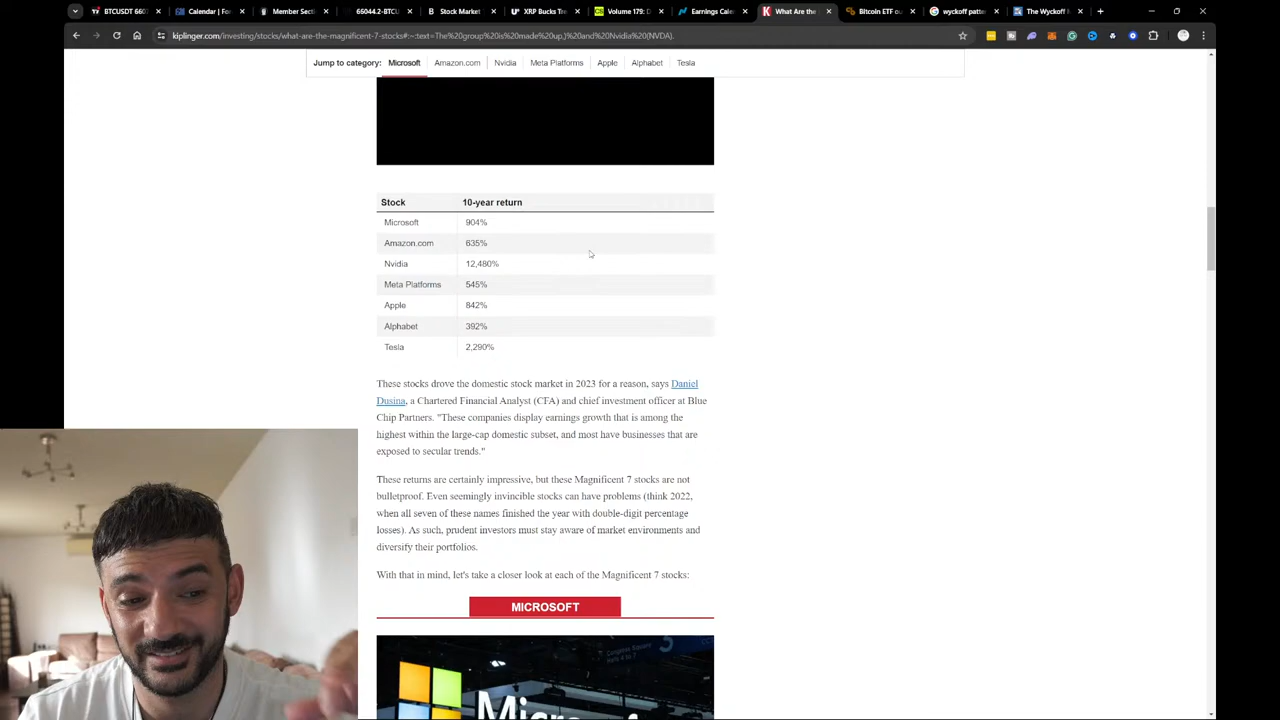 BTCUSDT 6607
Calendar | For
Member Secti
65044.2-BTCU
Stock Market
XRP Bucks The
Volume 179: D
Earnings Cale
What Are the
Bitcoin ETF ou
wyckoff patte
The Wyckoff M
kiplinger.com/investing/stocks/what-are-the-magnificent-7-stocks#:~:text=The%20group%20is%20made%20up,)%20and%20Nvidia%20(NVDA).
Jump to category: Microsoft Amazon.com Nvidia Meta Platforms Apple Alphabet Tesla
Stock 10-year return
Microsoft 904%
Amazon.com 635%
Nvidia 12,480%
Meta Platforms 545%
Apple 842%
Alphabet 392%
Tesla 2,290%
These stocks drove the domestic stock market in 2023 for a reason, says Daniel
Dusina, a Chartered Financial Analyst (CFA) and chief investment officer at Blue
Chip Partners. "These companies display earnings growth that is among the
highest within the large-cap domestic subset, and most have businesses that are
exposed to secular trends."
These returns are certainly impressive, but these Magnificent 7 stocks are not
bulletproof. Even seemingly invincible stocks can have problems (think 2022,
when all seven of these names finished the year with double-digit percentage
losses). As such, prudent investors must stay aware of market environments and
diversify their portfolios.
With that in mind, let's take a closer look at each of the Magnificent 7 stocks:
MICROSOFT